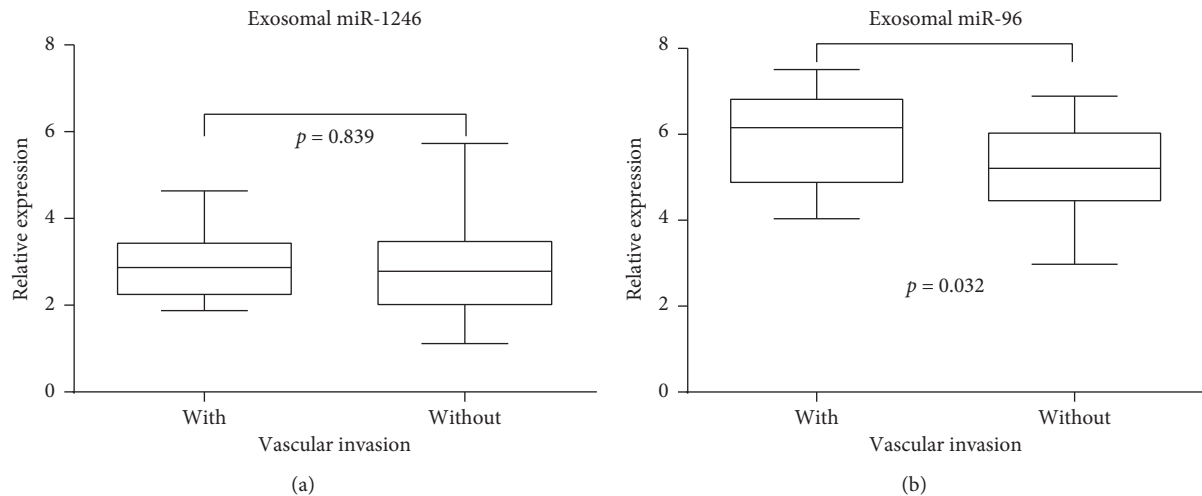 Exosomal miR-1246
8
6
4
2
0
Relative expression
p = 0.839
With
Without
Vascular invasion
(a)
Exosomal miR-96
8
6
4
2
0
Relative expression
p = 0.032
With
Without
Vascular invasion
(b)